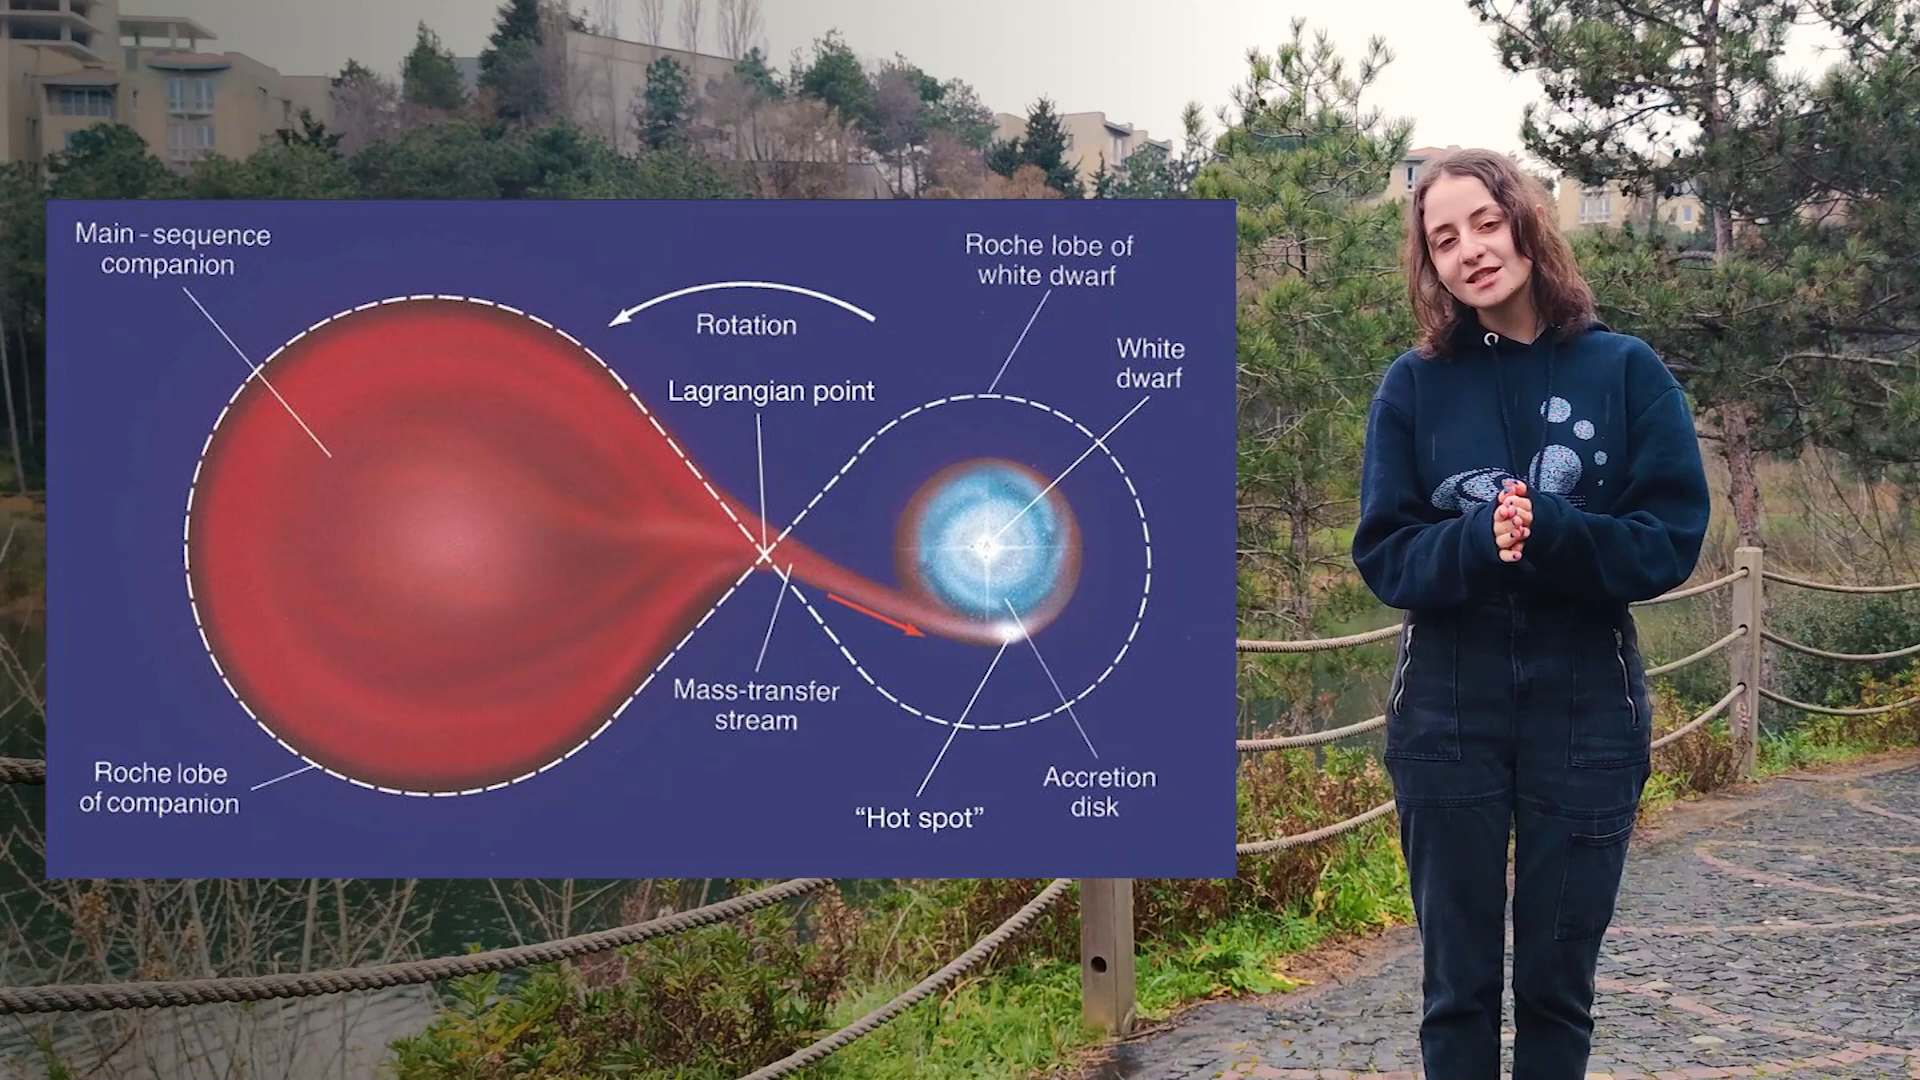 Main-sequence
companion
Roche lobe of
white dwarf
Rotation
White
dwarf
Lagrangian point
Mass-transfer
stream
Roche lobe
of companion
Accretion
disk
“Hot spot”